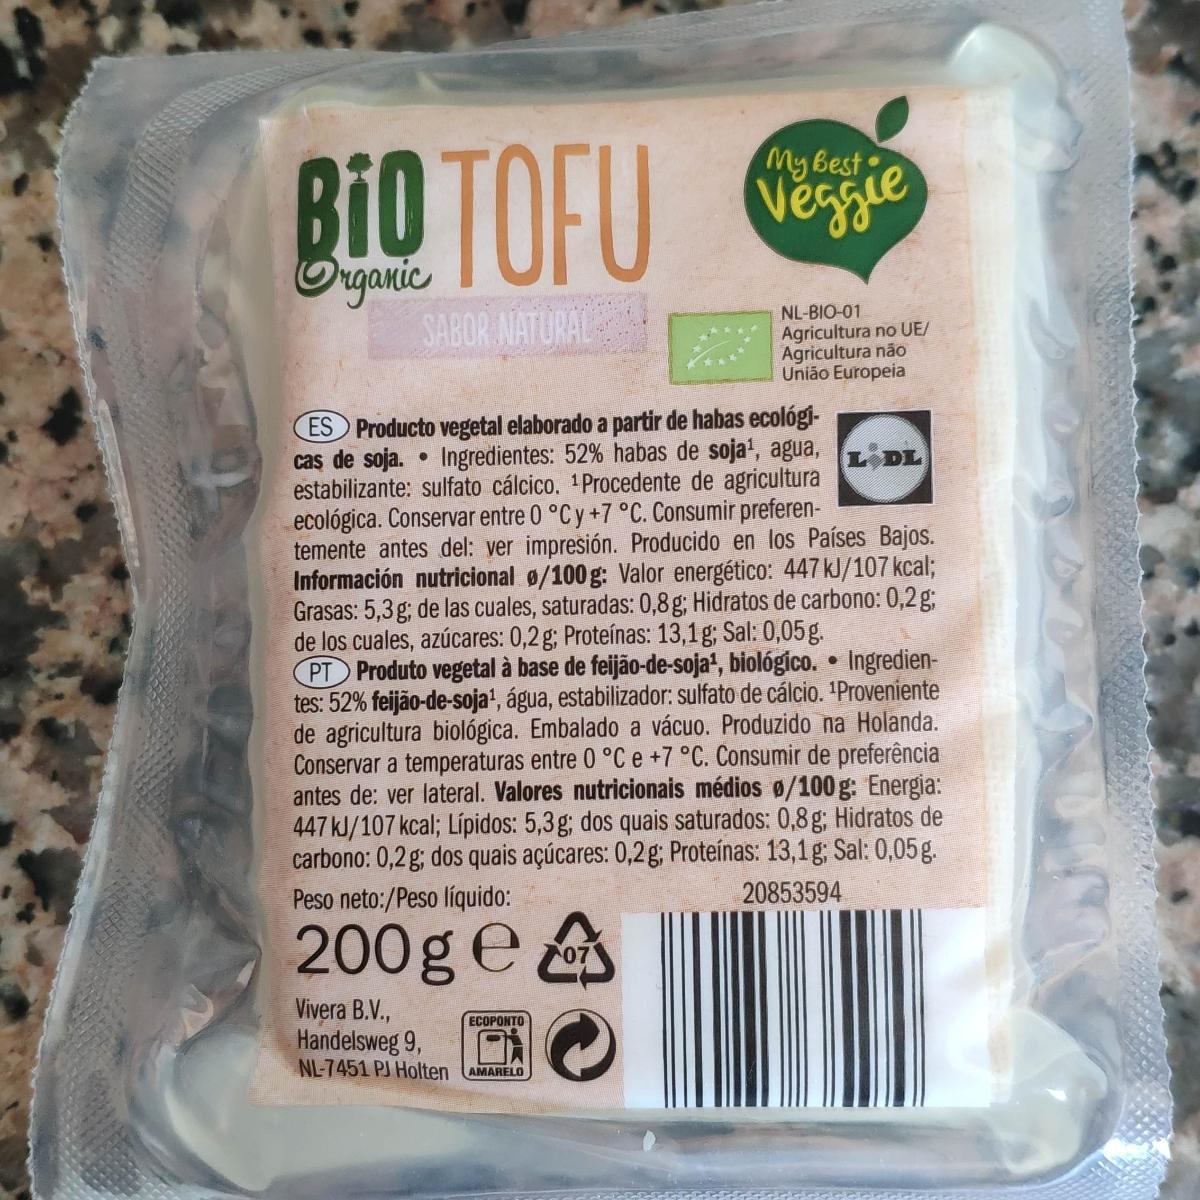 BIO TOFU
Organic
My Best
Veggie
SABOR NATURAL
NL-BIO-01
Agricultura no UE/
Agricultura não
União Europeia
ES Producto vegetal elaborado a partir de habas ecológi-
cas de soja. • Ingredientes: 52% habas de soja¹, agua,
estabilizante: sulfato cálcico. ¹Procedente de agricultura
ecológica. Conservar entre 0 °C y +7 °C. Consumir preferen-
temente antes del: ver impresión. Producido en los Países Bajos.
Información nutricional ø/100 g: Valor energético: 447 kJ/107 kcal;
Grasas: 5,3 g; de las cuales, saturadas: 0,8 g; Hidratos de carbono: 0,2 g;
de los cuales, azúcares: 0,2 g; Proteínas: 13,1 g; Sal: 0,05 g.
LIDL
PT Produto vegetal à base de feijão-de-soja¹, biológico. • Ingredien-
tes: 52% feijão-de-soja¹, água, estabilizador: sulfato de cálcio. ¹Proveniente
de agricultura biológica. Embalado a vácuo. Produzido na Holanda.
Conservar a temperaturas entre 0 °C e +7 °C. Consumir de preferência
antes de: ver lateral. Valores nutricionais médios ø/100 g: Energia:
447 kJ/107 kcal; Lípidos: 5,3 g; dos quais saturados: 0,8 g; Hidratos de
carbono: 0,2 g; dos quais açúcares: 0,2 g; Proteínas: 13,1 g; Sal: 0,05 g.
Peso neto:/Peso líquido:
200 g e
07
20853594
Vivera B.V.,
Handelsweg 9,
NL-7451 PJ Holten
ECOPONTO
AMARELO